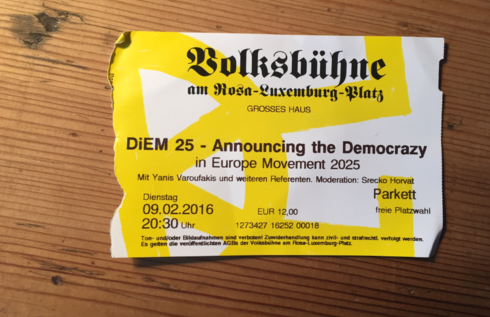 Volksbühne
am Rosa-Luxemburg-Platz
GROSSES HAUS
DiEM 25 - Announcing the Democrazy
in Europe Movement 2025
Mit Yanis Varoufakis und weiteren Referenten. Moderation: Srecko Horvat
Dienstag Parkett
09.02.2016 EUR 12,00 freie Platzwahl
20:30 Uhr 1273427 16252 00018
Ton- und/oder Bildaufnahmen sind verboten! Zuwiderhandlung kann zivil- und strafrechtl. verfolgt werden.
Es gelten die veröffentlichten AGBs der Volksbühne am Rosa-Luxemburg-Platz.